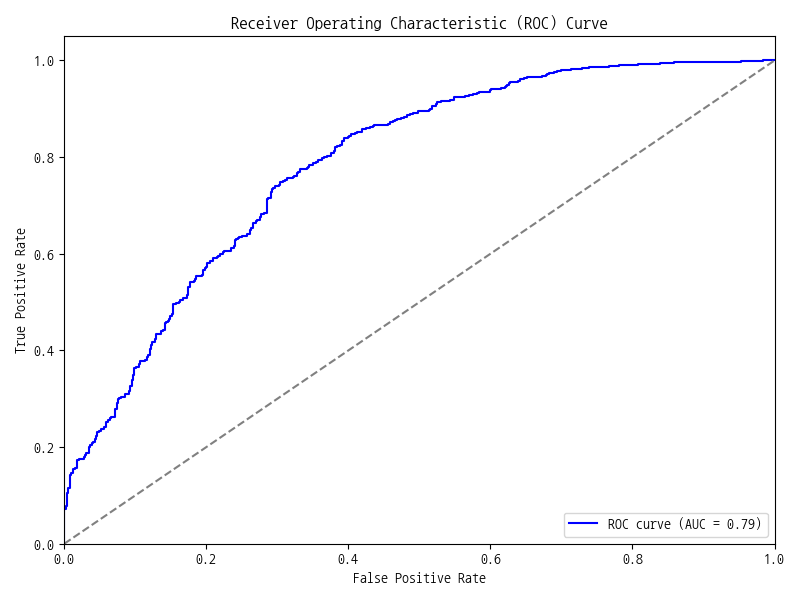 Receiver Operating Characteristic (ROC) Curve
1.0
0.8
0.6
0.4
0.2
0.0
True Positive Rate
ROC curve (AUC = 0.79)
0.0 0.2 0.4 0.6 0.8 1.0
False Positive Rate